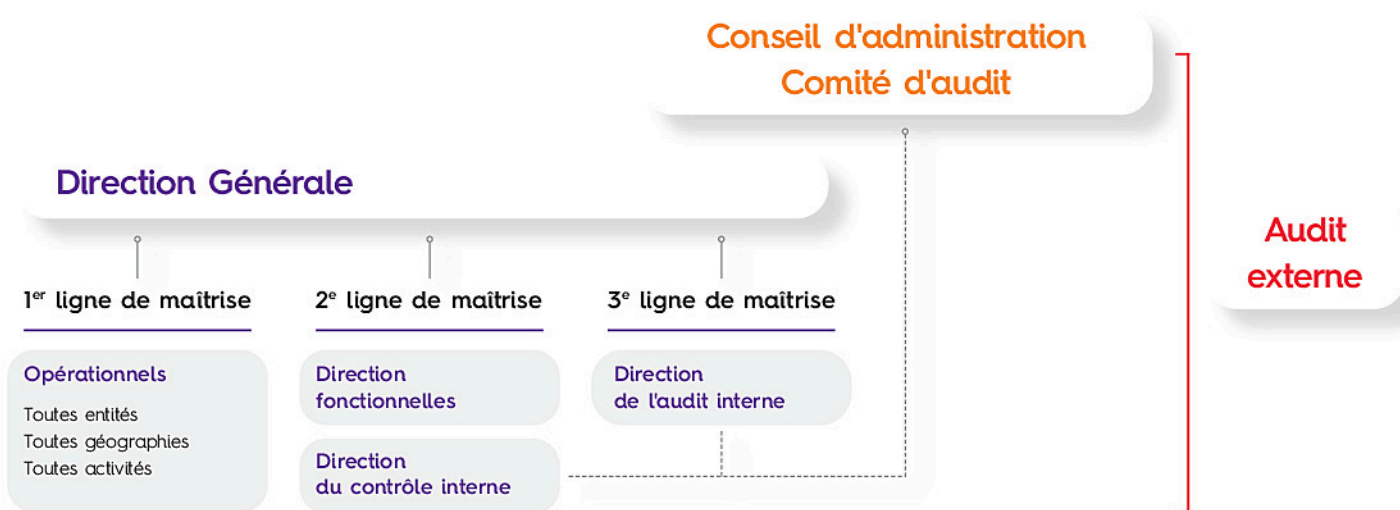 Conseil d'administration
Comité d'audit
Direction Générale
Audit
externe
1er ligne de maîtrise
2e ligne de maîtrise
3e ligne de maîtrise
Opérationnels
Toutes entités
Toutes géographies
Toutes activités
Direction
fonctionnelles
Direction
du contrôle interne
Direction
de l'audit interne